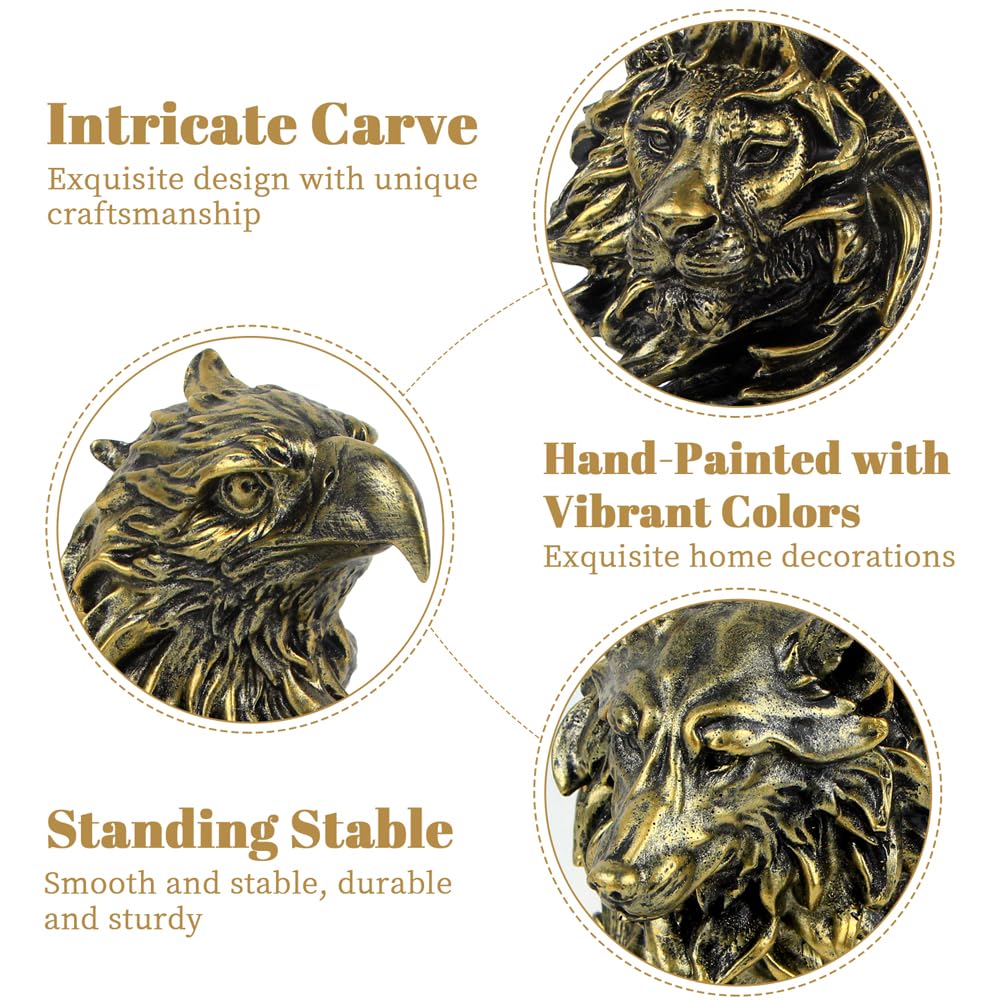 Intricate Carve
Exquisite design with unique
craftsmanship
Hand-Painted with
Vibrant Colors
Exquisite home decorations
Standing Stable
Smooth and stable, durable
and sturdy